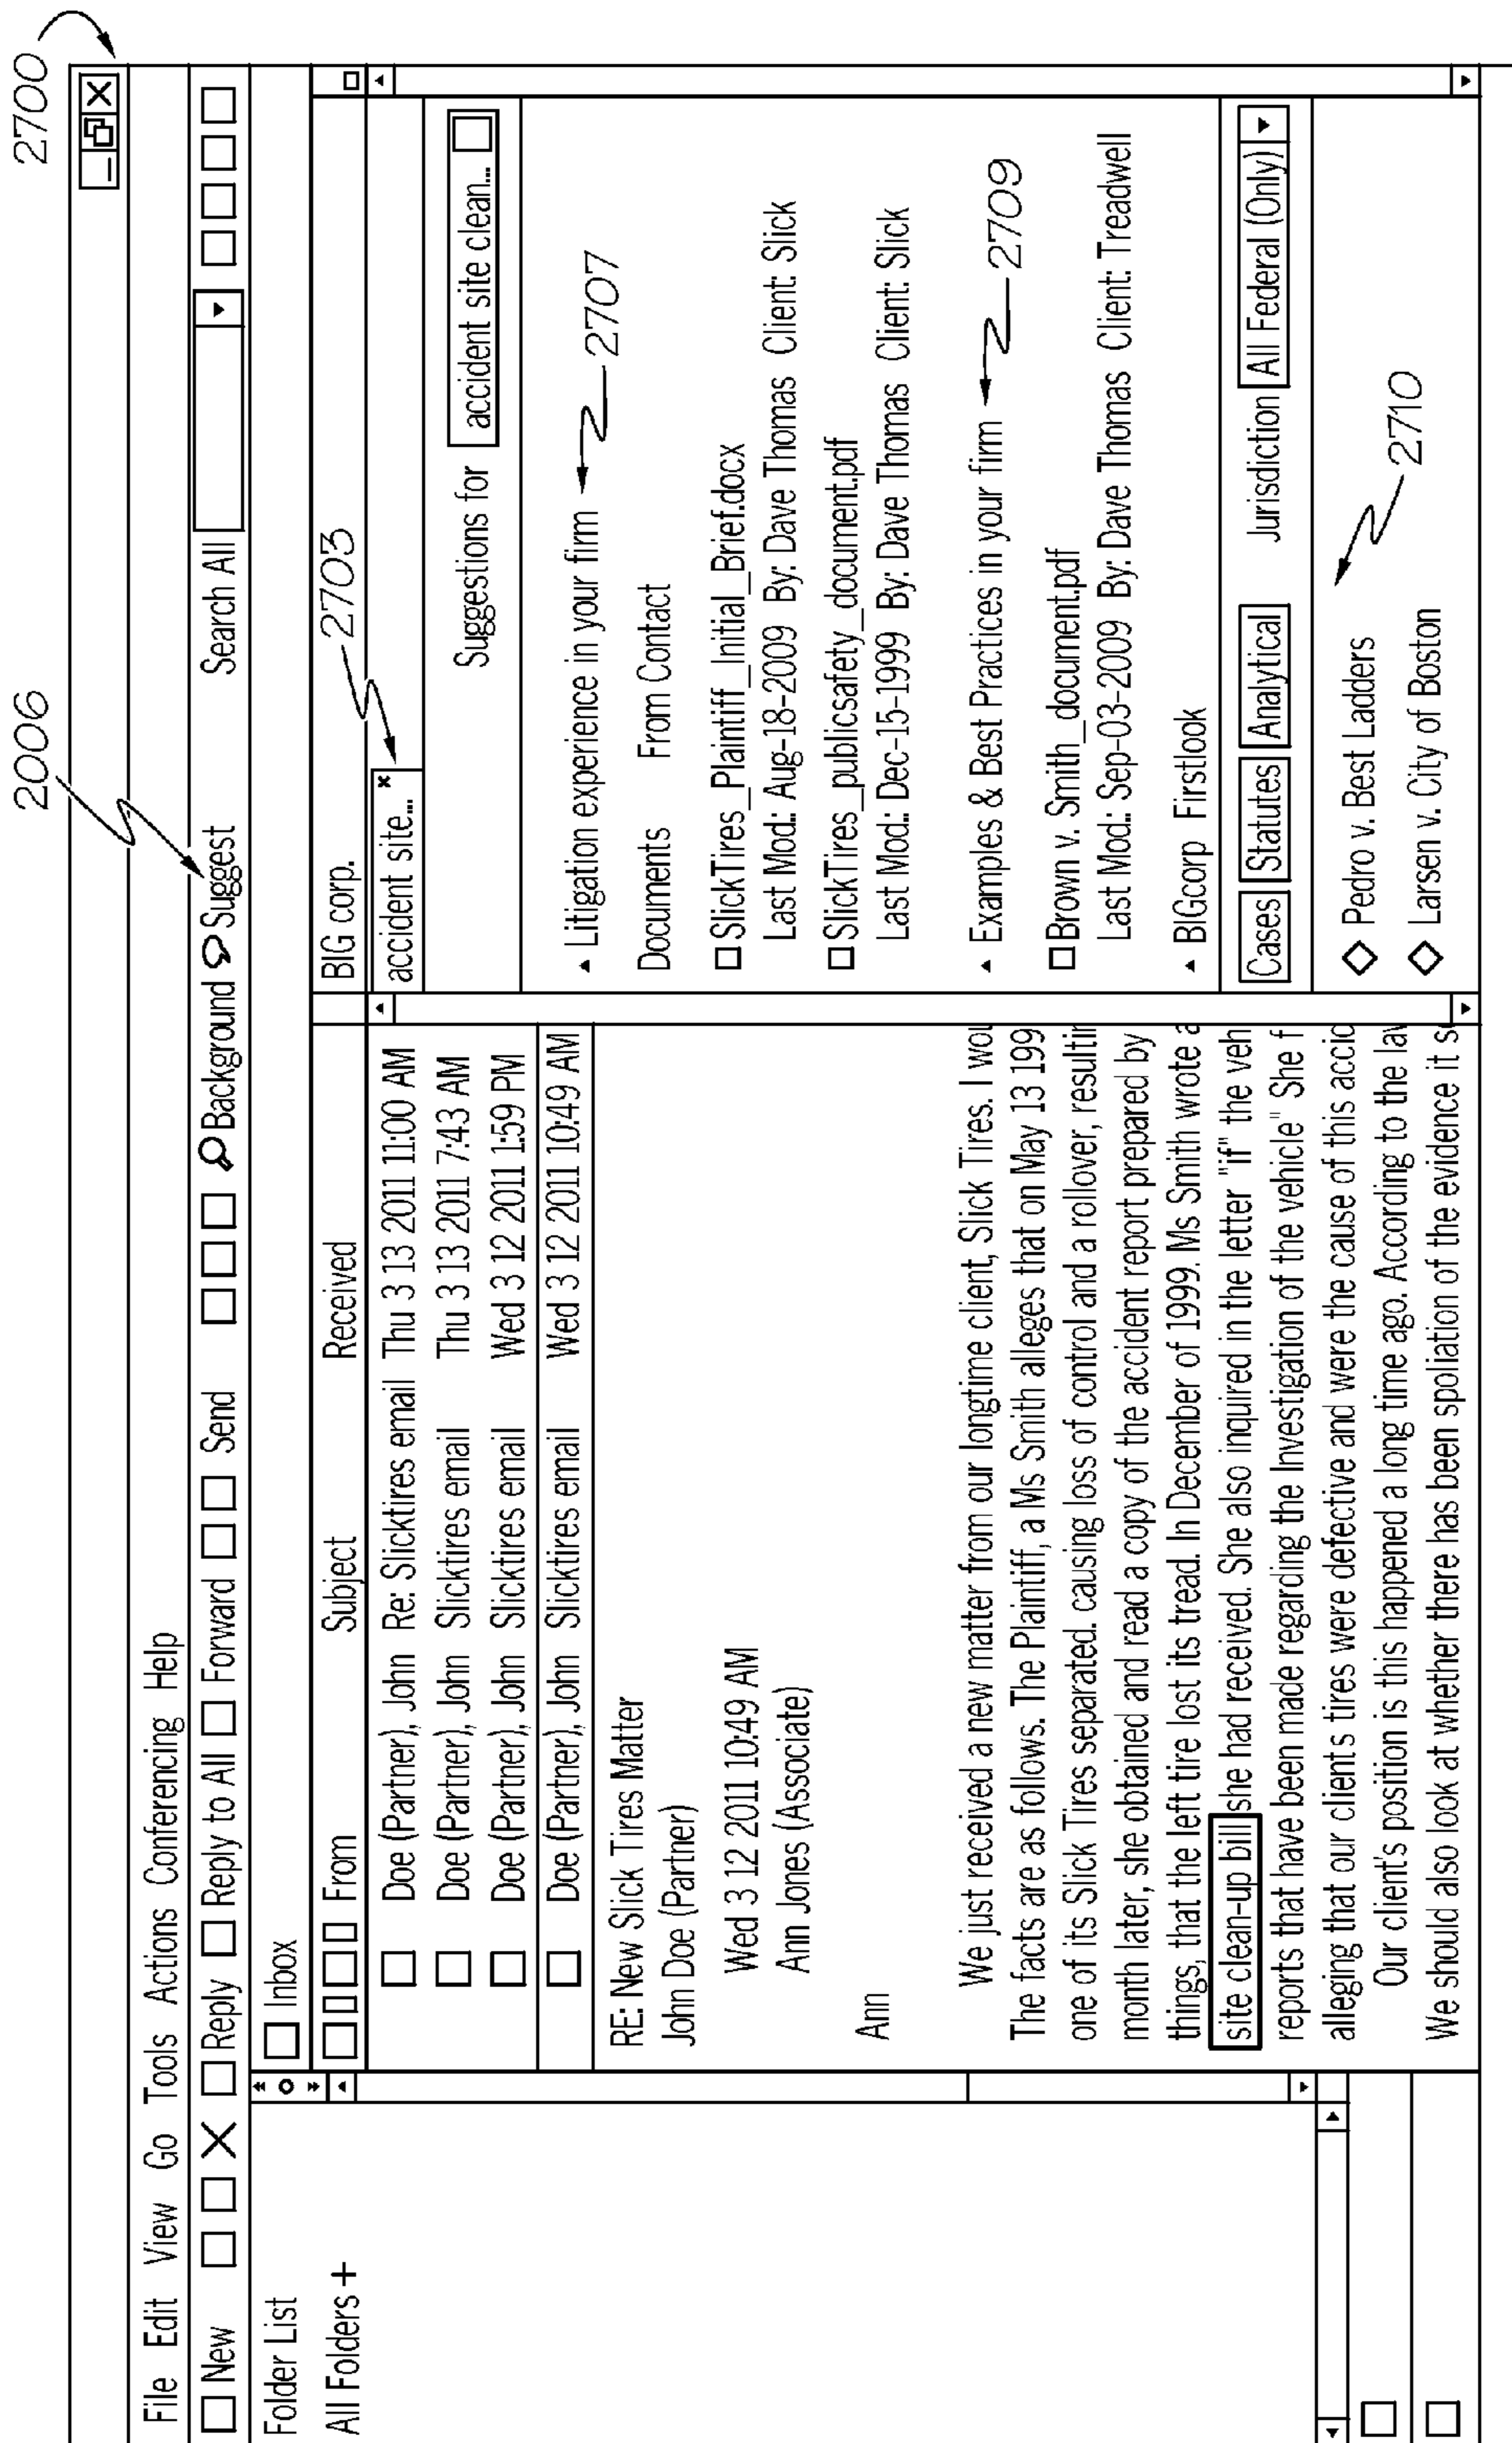 2700
2006
File Edit View Go Tools Actions Conferencing Help
New X Reply Reply to All Forward Send Background Suggest Search All
Folder List
All Folders +
Inbox
From Subject Received
Doe (Partner), John Re: Slicktires email Thu 3 13 2011 11:00 AM
Doe (Partner), John Slicktires email Thu 3 13 2011 7:43 AM
Doe (Partner), John Slicktires email Wed 3 12 2011 1:59 PM
Doe (Partner), John Slicktires email Wed 3 12 2011 10:49 AM
RE: New Slick Tires Matter
John Doe (Partner)
Wed 3 12 2011 10:49 AM
Ann Jones (Associate)
Ann
We just received a new matter from our longtime client, Slick Tires. I wou
The facts are as follows. The Plaintiff, a Ms Smith alleges that on May 13 199
one of its Slick Tires separated. causing loss of control and a rollover, resultin
month later, she obtained and read a copy of the accident report prepared by
things, that the left tire lost its tread. In December of 1999. Ms Smith wrote a
site clean-up bill she had received. She also inquired in the letter "if" the veh
reports that have been made regarding the Investigation of the vehicle" She f
alleging that our clients tires were defective and were the cause of this accid
Our client's position is this happened a long time ago. According to the law
We should also look at whether there has been spoliation of the evidence it s
BIG corp.
2703
accident site... x
Suggestions for accident site clean...
Litigation experience in your firm
2707
Documents From Contact
SlickTires_Plaintiff_Initial_Brief.docx
Last Mod.: Aug-18-2009 By: Dave Thomas Client: Slick
SlickTires_publicsafety_document.pdf
Last Mod.: Dec-15-1999 By: Dave Thomas Client: Slick
Examples & Best Practices in your firm
2709
Brown v. Smith_document.pdf
Last Mod.: Sep-03-2009 By: Dave Thomas Client: Treadwell
BIGcorp Firstlook
Cases Statutes Analytical Jurisdiction All Federal (Only)
2710
Pedro v. Best Ladders
Larsen v. City of Boston